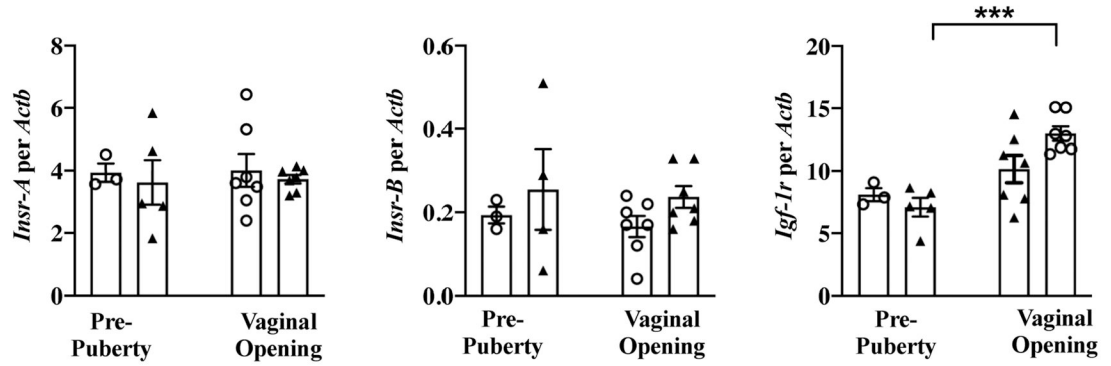 Insr-A per Actb
8
6
4
2
0
Pre-
Puberty
Vaginal
Opening
Insr-B per Actb
0.6
0.4
0.2
0.0
Pre-
Puberty
Vaginal
Opening
***
Igf-1r per Actb
20
15
10
5
0
Pre-
Puberty
Vaginal
Opening